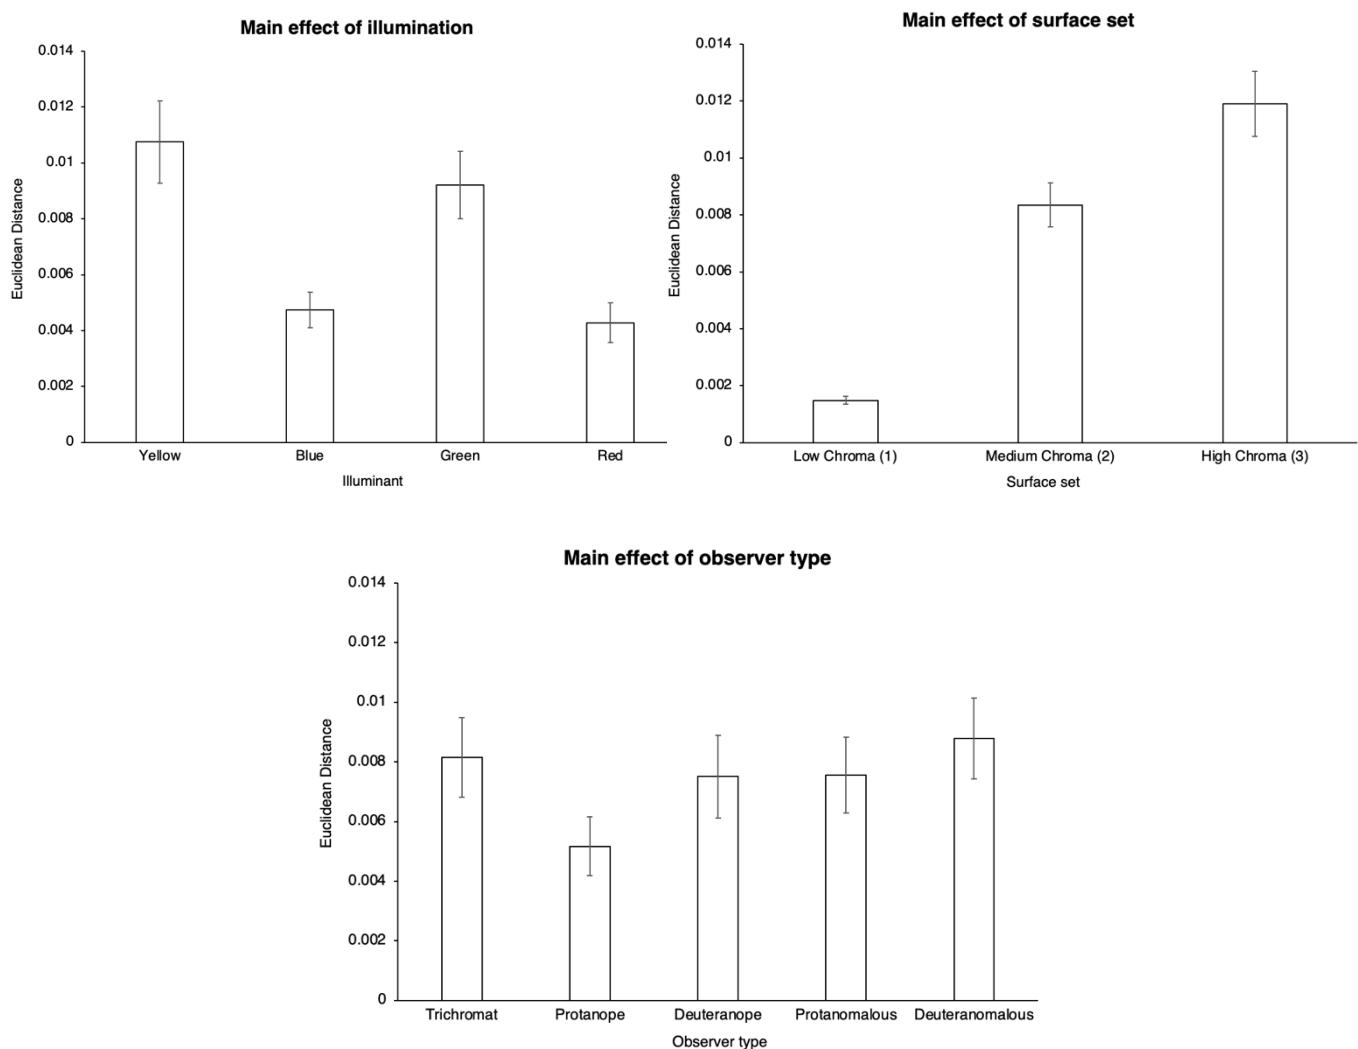 Main effect of illumination
0.014
0.012
0.01
0.008
0.006
0.004
0.002
0
Euclidean Distance
Yellow Blue Green Red
Illuminant
Main effect of surface set
0.014
0.012
0.01
0.008
0.006
0.004
0.002
0
Euclidean Distance
Low Chroma (1) Medium Chroma (2) High Chroma (3)
Surface set
Main effect of observer type
0.014
0.012
0.01
0.008
0.006
0.004
0.002
0
Euclidean Distance
Trichromat Protanope Deuteranope Protanomalous Deuteranomalous
Observer type